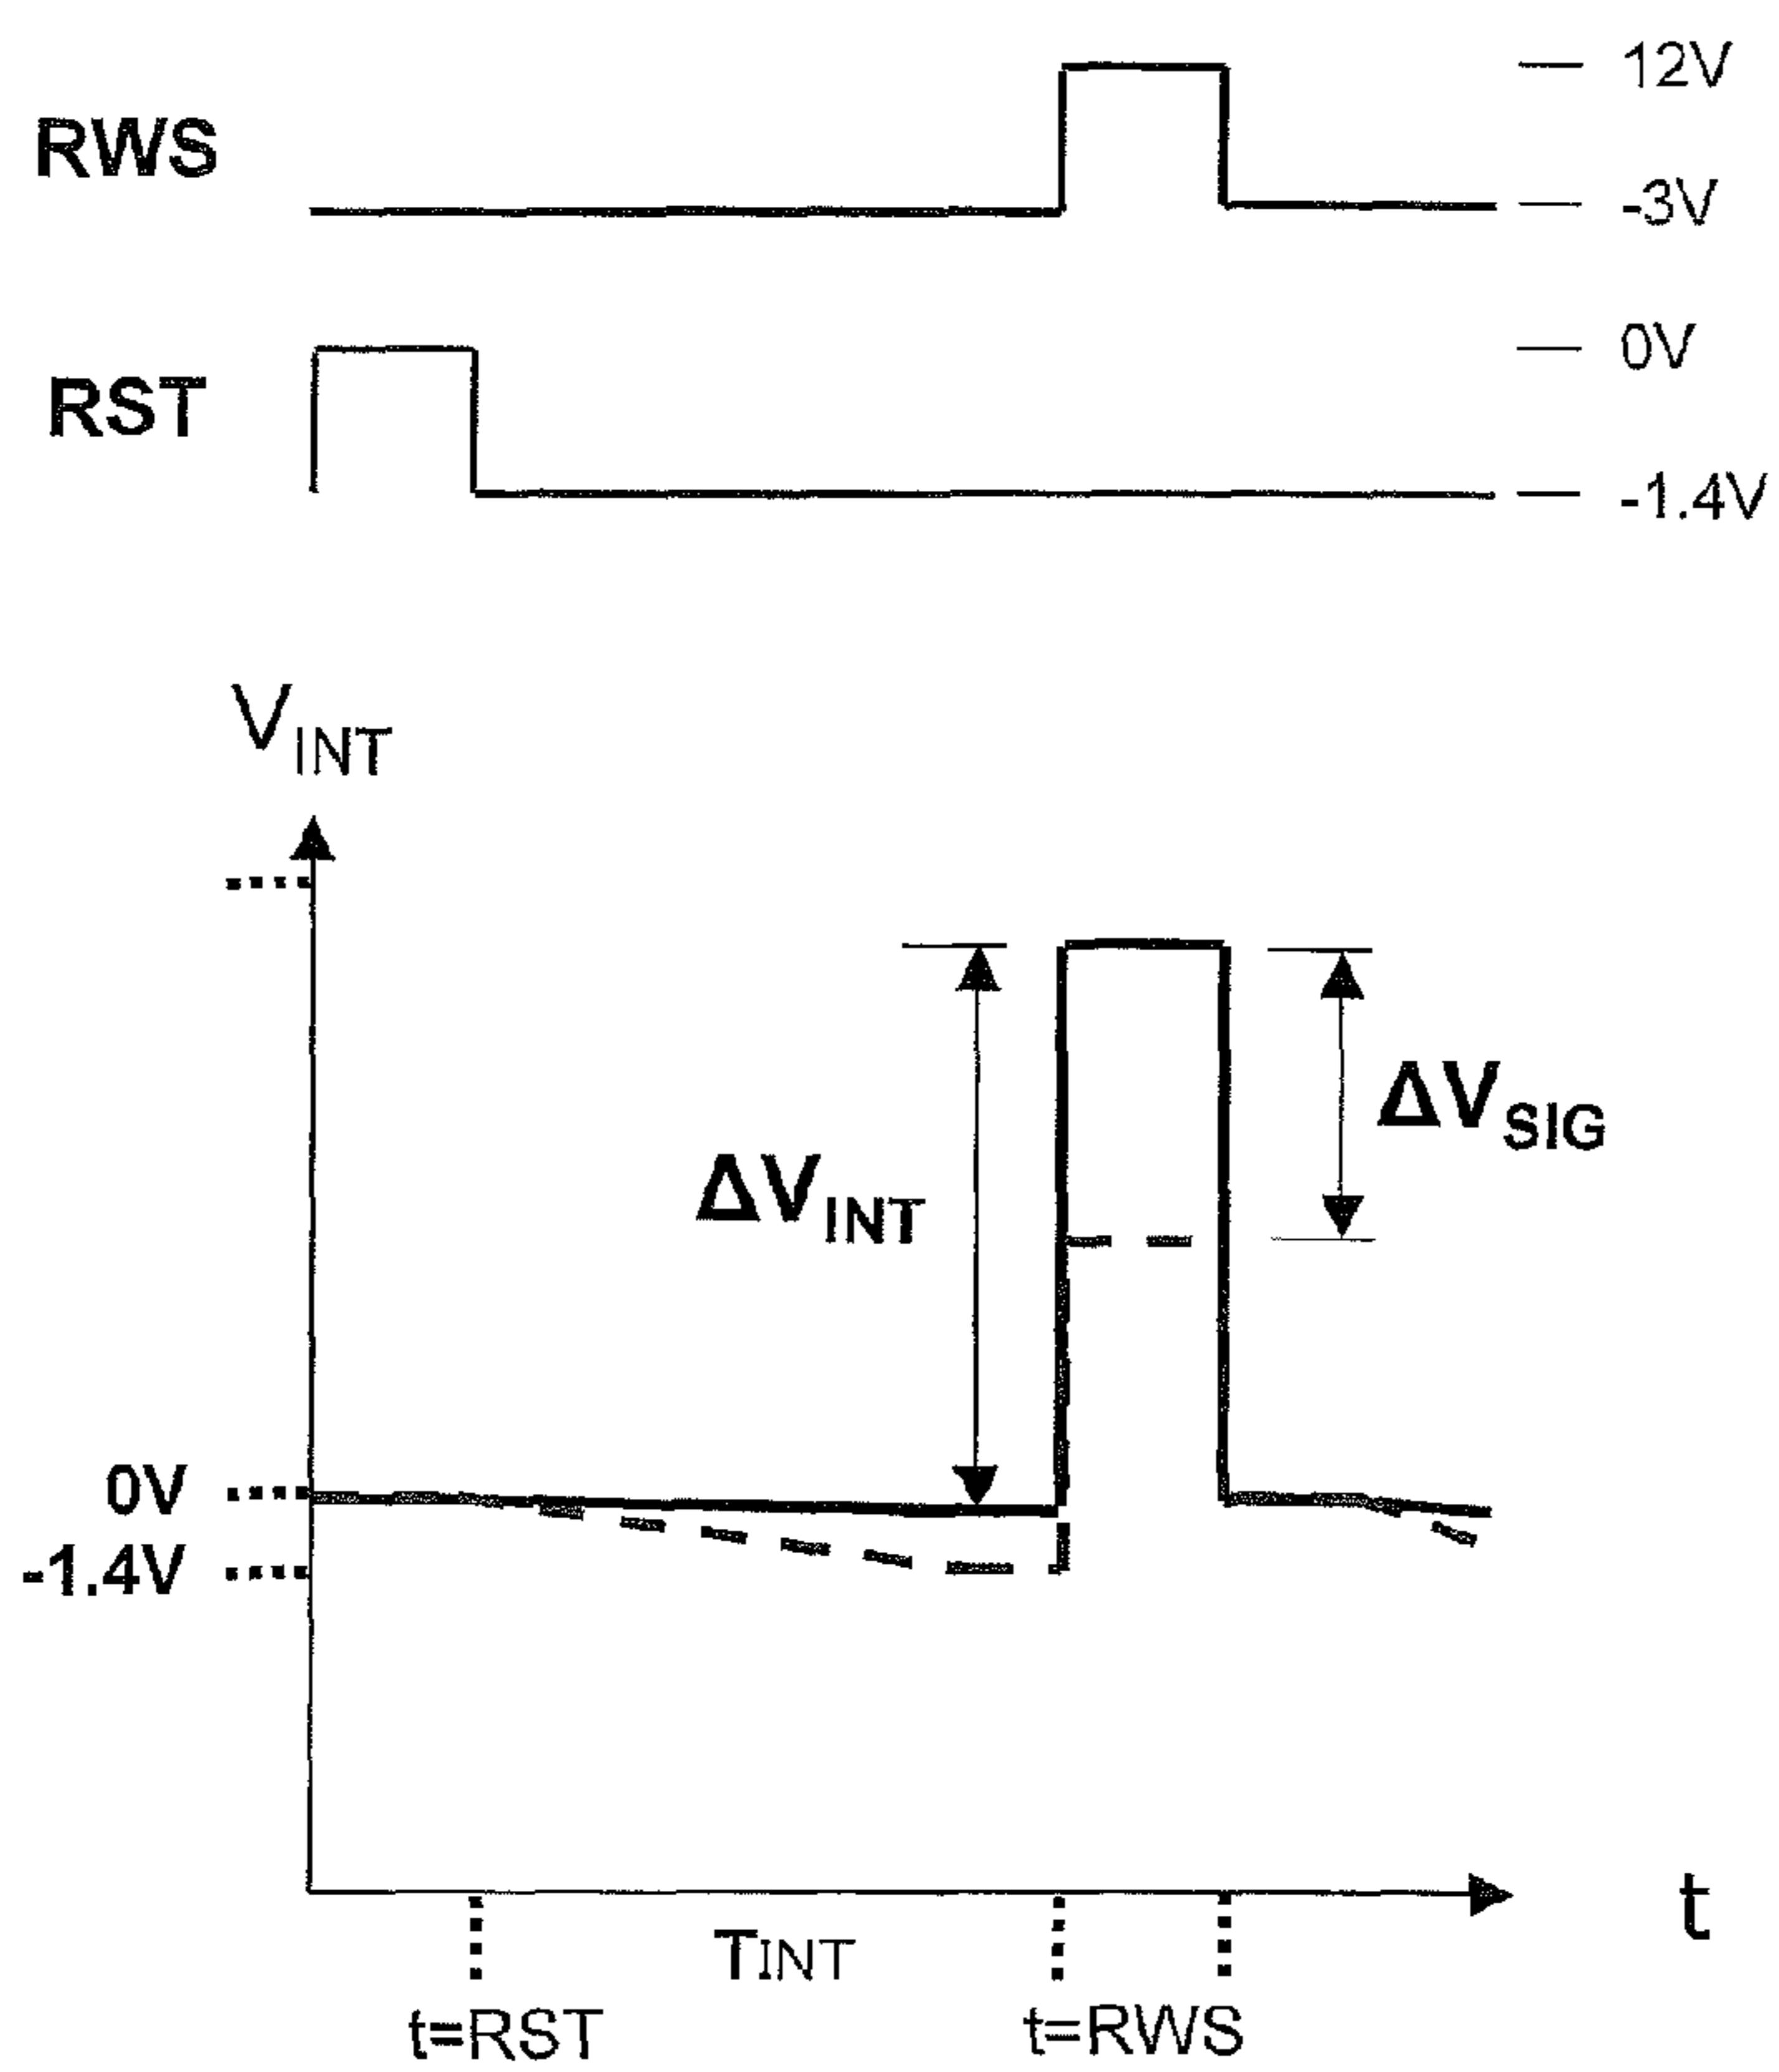 12V
RWS
-3V
0V
RST
-1.4V
VINT
ΔVSIG
ΔVINT
0V
-1.4V
t
TINT
t=RST
t=RWS